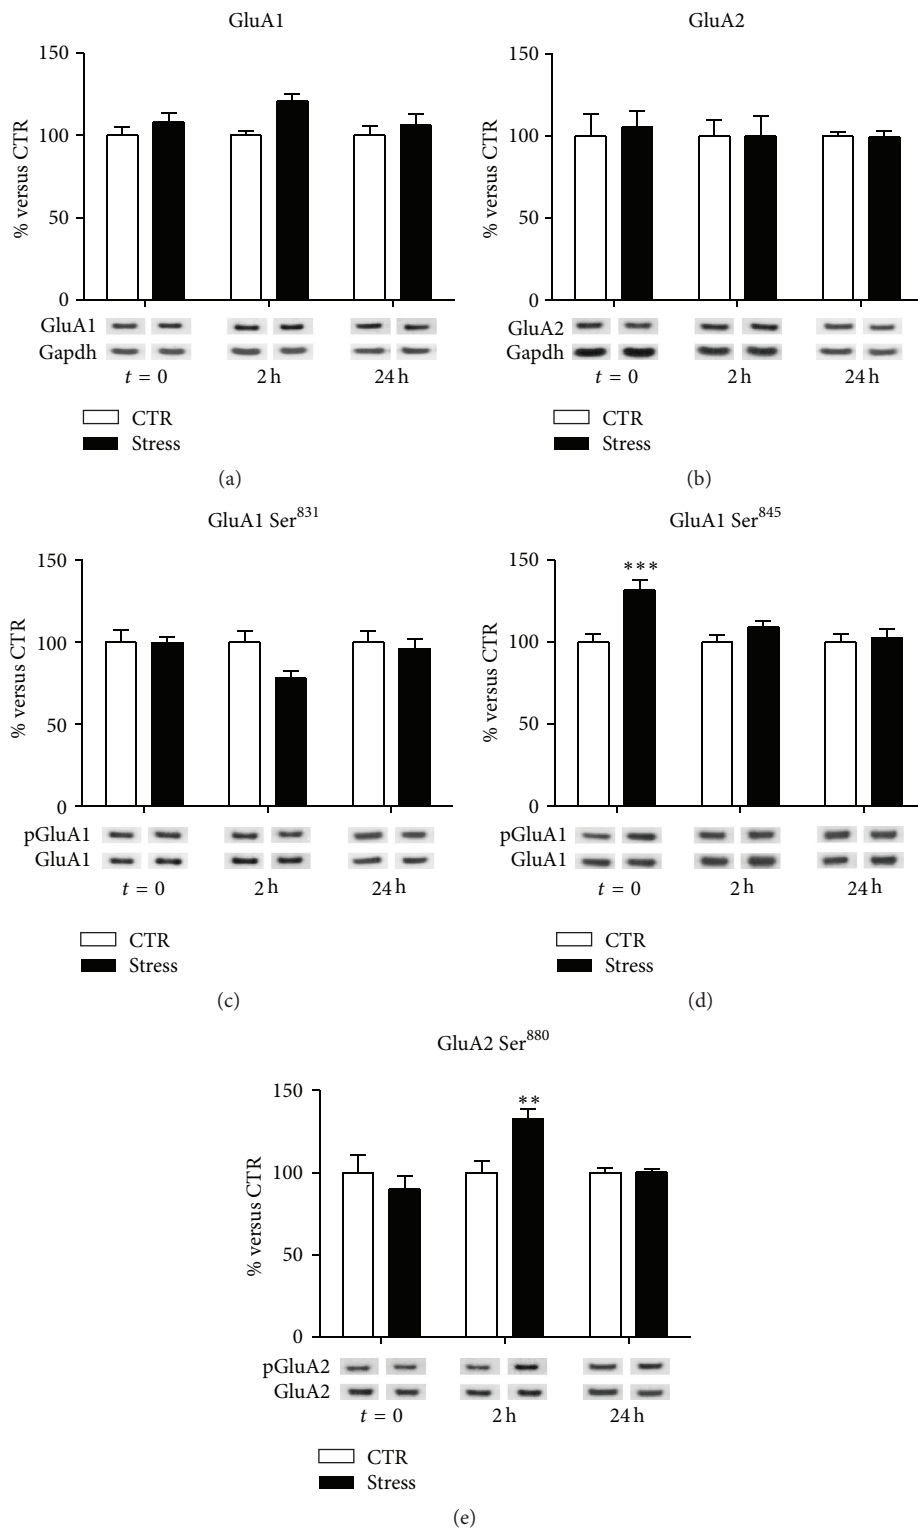 GluA1
% versus CTR
150
100
50
0
GluA1
Gapdh
t = 0 2 h 24 h
CTR
Stress
(a)
GluA2
% versus CTR
150
100
50
0
GluA2
Gapdh
t = 0 2 h 24 h
CTR
Stress
(b)
GluA1 Ser831
% versus CTR
150
100
50
0
pGluA1
GluA1
t = 0 2 h 24 h
CTR
Stress
(c)
GluA1 Ser845
% versus CTR
150
100
50
0
***
pGluA1
GluA1
t = 0 2 h 24 h
CTR
Stress
(d)
GluA2 Ser880
% versus CTR
150
100
50
0
**
pGluA2
GluA2
t = 0 2 h 24 h
CTR
Stress
(e)